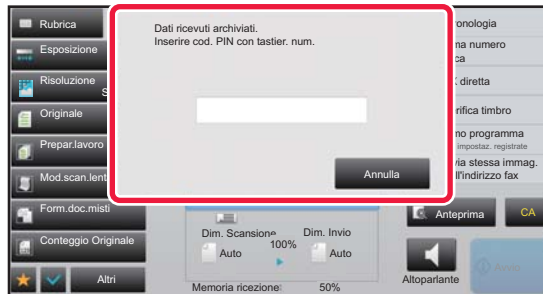 Rubrica
Esposizione
Risoluzione
S
Originale
Prepar.lavoro
Mod.scan.lent
Form.doc.misti
Conteggio Originale
Altri
Dati ricevuti archiviati.
Inserire cod. PIN con tastier. num.
Annulla
Dim. Scansione
100%
Dim. Invio
Auto
Auto
Memoria ricezione:
50%
onologia
ma numero
ca
diretta
rifica timbro
no programma
impostaz. registrate
via stessa immag.
l'indirizzo fax
Anteprima
CA
Altoparlante
Avvio